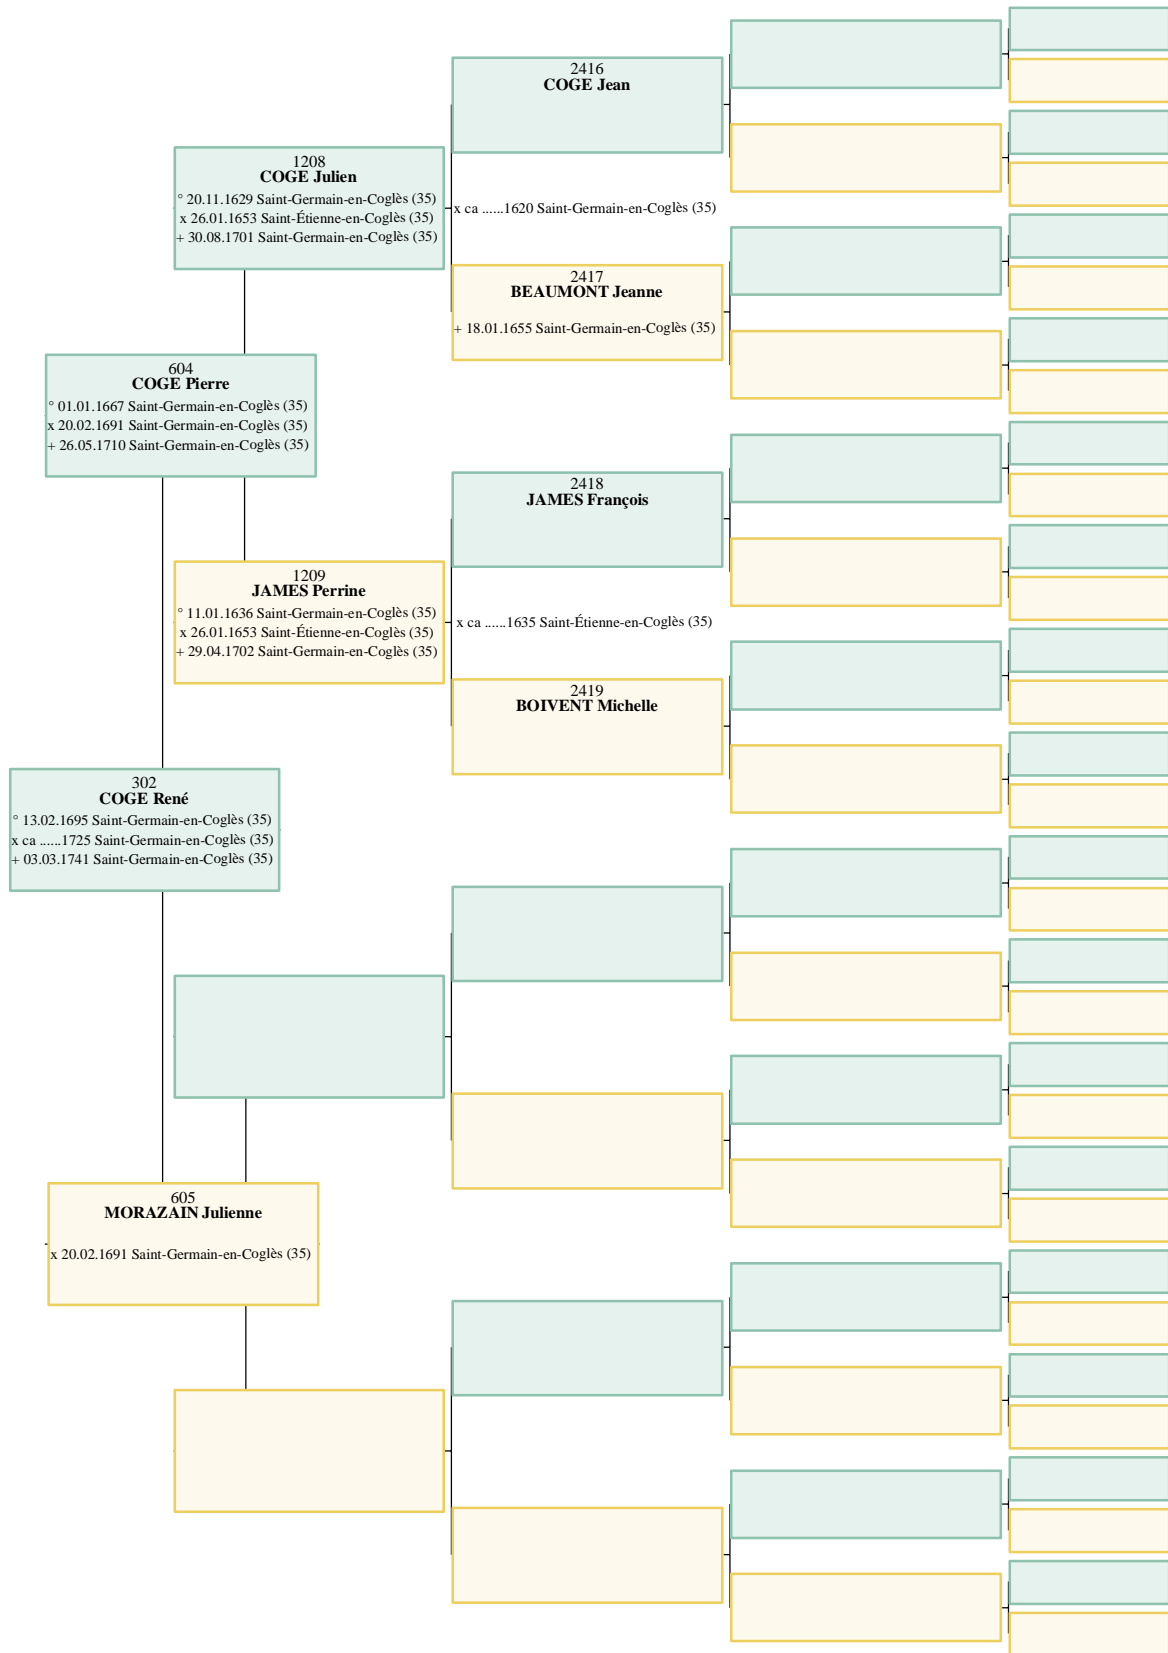 2416
COGE Jean
1208
COGE Julien
° 20.11.1629 Saint-Germain-en-Coglès (35)
x 26.01.1653 Saint-Étienne-en-Coglès (35)
+ 30.08.1701 Saint-Germain-en-Coglès (35)
x ca ......1620 Saint-Germain-en-Coglès (35)
2417
BEAUMONT Jeanne
+ 18.01.1655 Saint-Germain-en-Coglès (35)
604
COGE Pierre
° 01.01.1667 Saint-Germain-en-Coglès (35)
x 20.02.1691 Saint-Germain-en-Coglès (35)
+ 26.05.1710 Saint-Germain-en-Coglès (35)
2418
JAMES François
1209
JAMES Perrine
° 11.01.1636 Saint-Germain-en-Coglès (35)
x 26.01.1653 Saint-Étienne-en-Coglès (35)
+ 29.04.1702 Saint-Germain-en-Coglès (35)
x ca ......1635 Saint-Étienne-en-Coglès (35)
2419
BOIVENT Michelle
302
COGE René
° 13.02.1695 Saint-Germain-en-Coglès (35)
x ca ......1725 Saint-Germain-en-Coglès (35)
+ 03.03.1741 Saint-Germain-en-Coglès (35)
605
MORAZAIN Julienne
x 20.02.1691 Saint-Germain-en-Coglès (35)